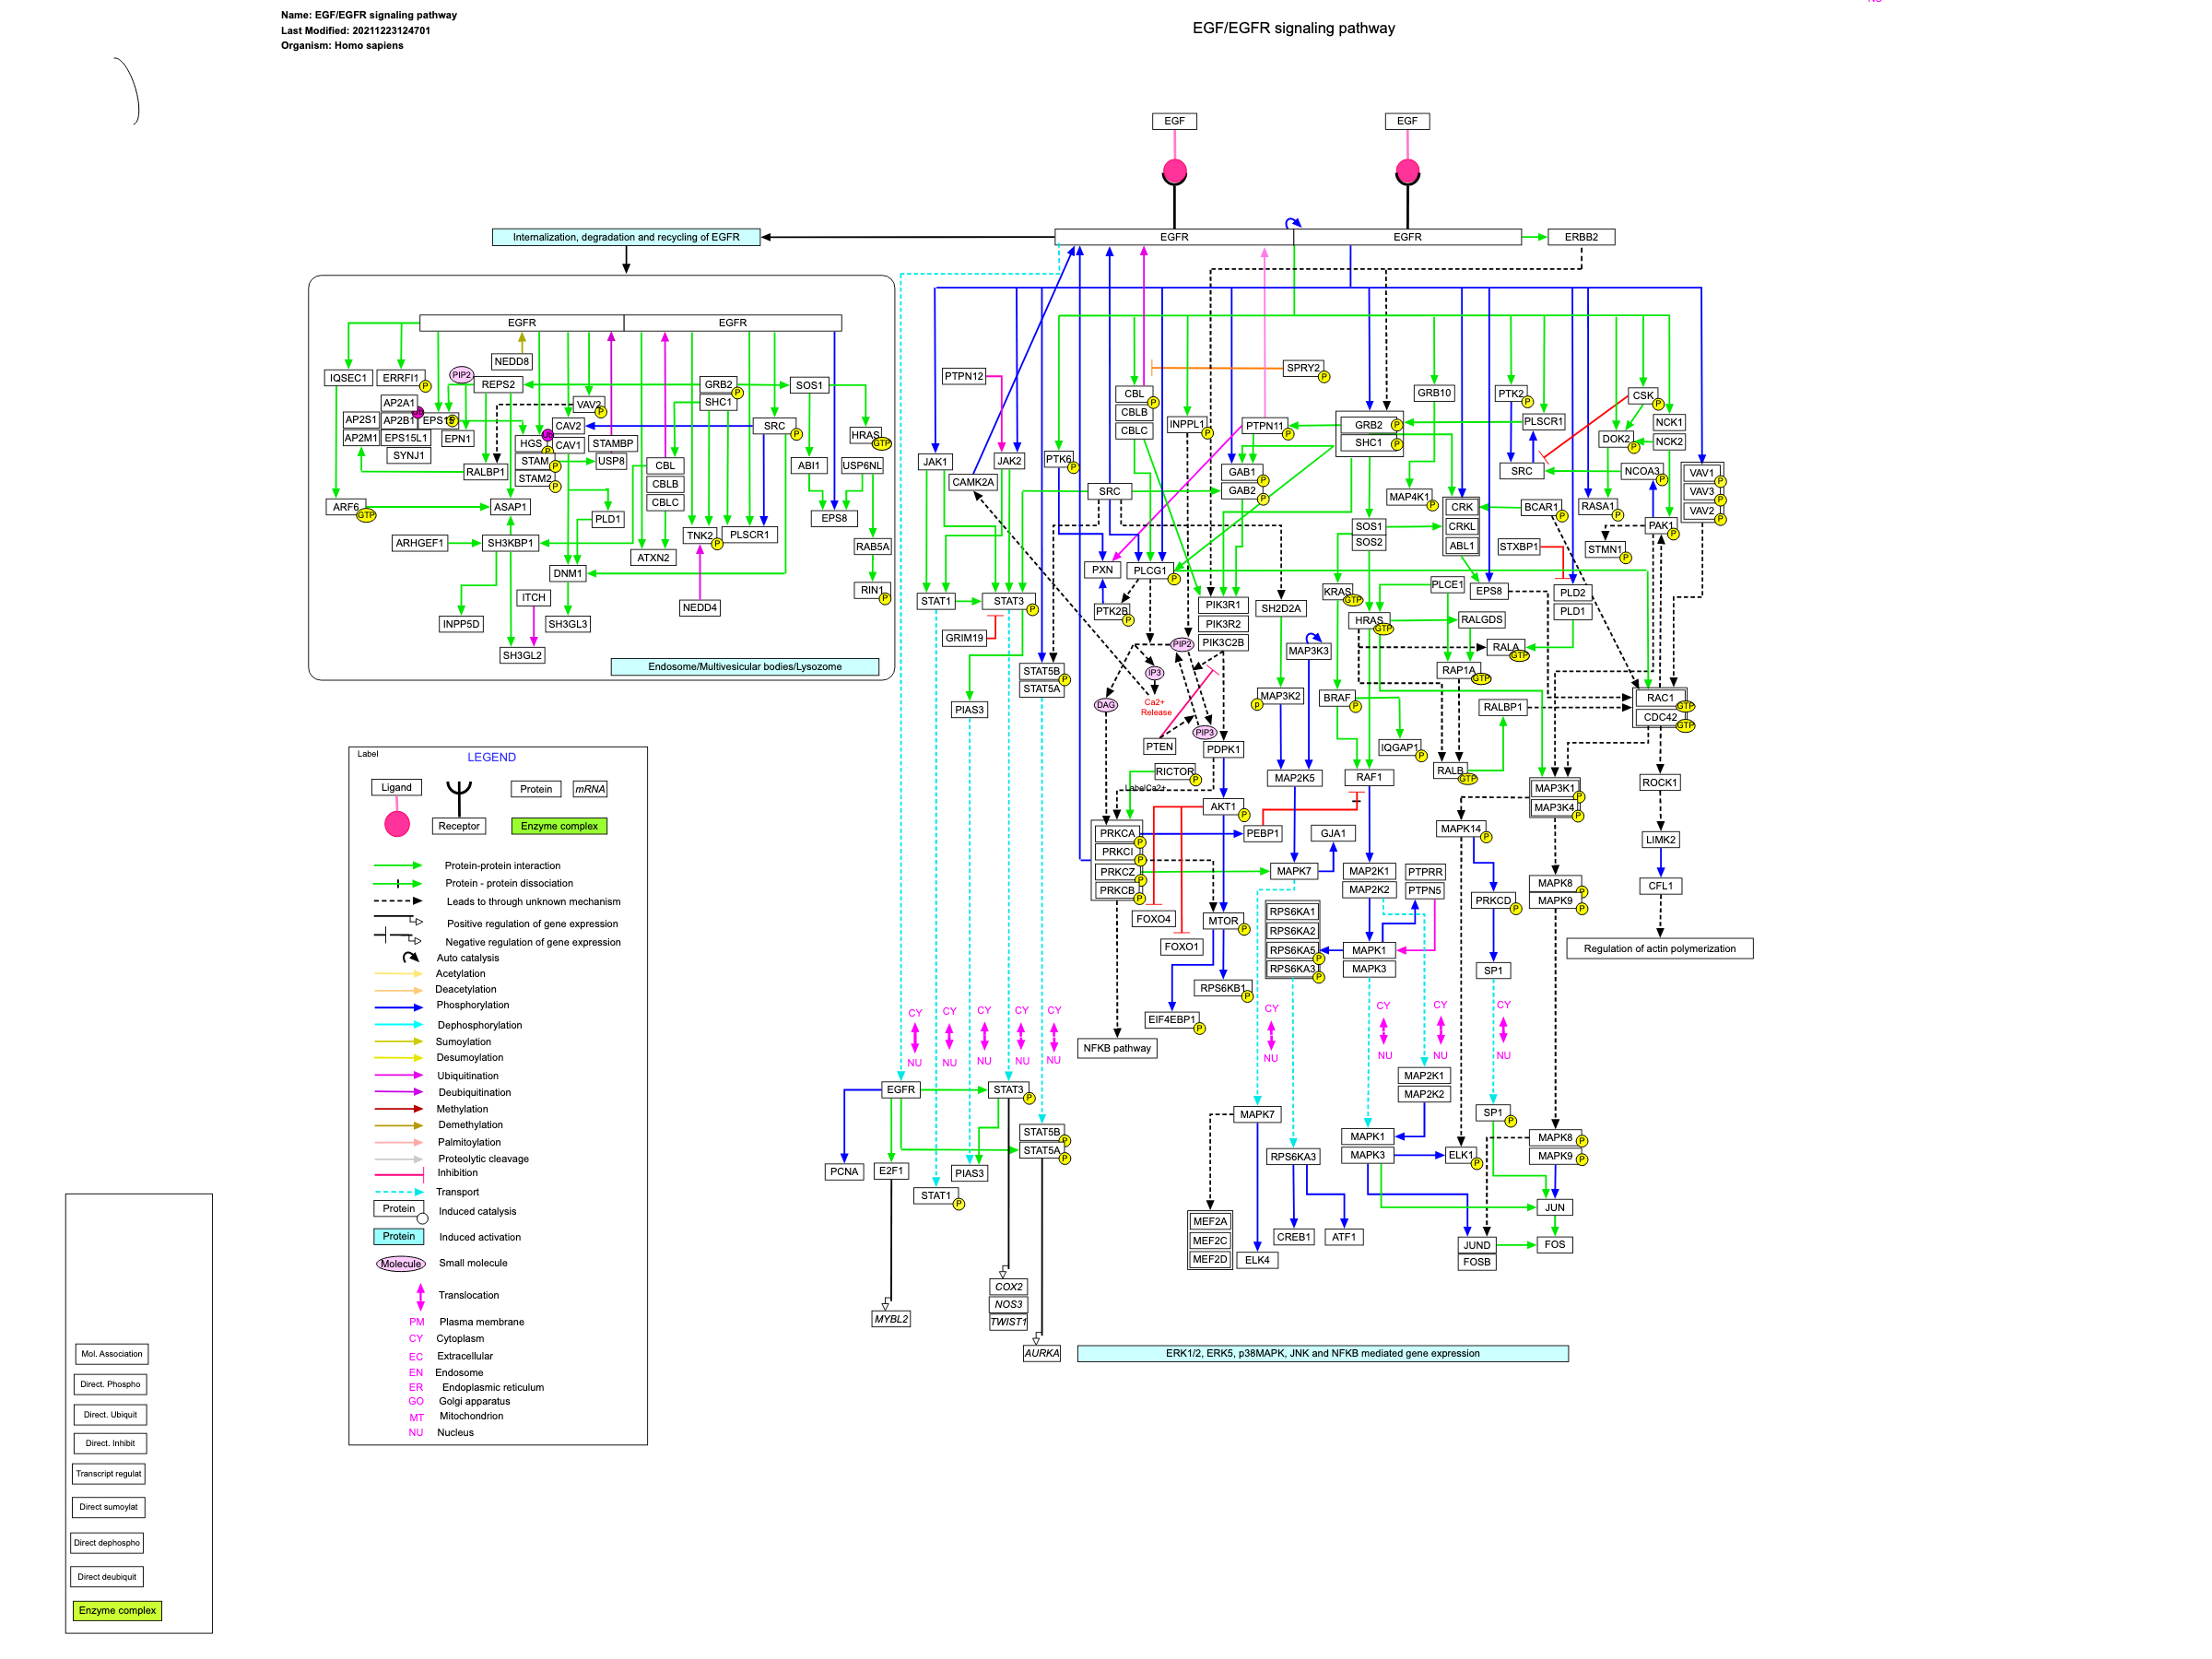 Name: EGF/EGFR signaling pathway
Last Modified: 20211223124701
Organism: Homo sapiens
EGF/EGFR signaling pathway
EGF
EGF
Internalization, degradation and recycling of EGFR
EGFR
EGFR
ERBB2
EGFR
EGFR
NEDD8
IQSEC1
ERRFI1
P
PIP2
REPS2
GRB2
P
SHC1
SOS1
AP2A1
AP2S1
AP2B1
EPS15
AP2M1
EPS15L1
EPN1
SYNJ1
RALBP1
VAV2
P
CAV2
CAV1
HGS
P
STAM
P
STAM2
P
STAMBP
USP8
SRC
P
HRAS
GTP
CBL
CBLB
CBLC
ABI1
USP6NL
ARF6
GTP
ASAP1
PLD1
EPS8
TNK2
P
PLSCR1
ARHGEF1
SH3KBP1
ATXN2
RAB5A
DNM1
RIN1
P
ITCH
NEDD4
INPP5D
SH3GL3
SH3GL2
Endosome/Multivesicular bodies/Lysozome
PTPN12
SPRY2
P
CBL
P
CBLB
CBLC
GRB10
PTK2
P
CSK
P
INPPL1
P
PTPN11
P
GRB2
P
SHC1
P
PLSCR1
NCK1
DOK2
P
NCK2
JAK1
JAK2
PTK6
P
CAMK2A
SRC
GAB1
P
GAB2
P
SRC
NCOA3
P
VAV1
P
VAV3
P
VAV2
P
MAP4K1
P
CRK
CRKL
ABL1
BCAR1
P
RASA1
P
PAK1
P
SOS1
SOS2
STXBP1
STMN1
P
PXN
PLCG1
P
PLCE1
EPS8
PLD2
PLD1
KRAS
GTP
STAT1
STAT3
P
PTK2B
P
PIK3R1
PIK3R2
PIK3C2B
SH2D2A
HRAS
GTP
RALGDS
GRIM19
PIP2
MAP3K3
RALA
GTP
STAT5B
P
STAT5A
IP3
RAP1A
GTP
PIAS3
DAG
Ca2+
Release
MAP3K2
p
BRAF
P
RALBP1
RAC1
GTP
CDC42
GTP
PIP3
PTEN
PDPK1
IQGAP1
P
RICTOR
P
MAP2K5
RAF1
RALB
GTP
ROCK1
LabelCa2+
MAP3K1
P
MAP3K4
P
AKT1
P
PRKCA
P
PRKCI
P
PRKCZ
P
PRKCB
P
PEBP1
GJA1
MAPK14
P
LIMK2
MAPK7
MAP2K1
MAP2K2
PTPRR
PTPN5
MAPK8
P
MAPK9
P
CFL1
PRKCD
P
FOXO4
FOXO1
MTOR
P
RPS6KA1
RPS6KA2
RPS6KA5
P
RPS6KA3
P
MAPK1
MAPK3
Regulation of actin polymerization
SP1
RPS6KB1
P
EIF4EBP1
P
NFKB pathway
CY
CY
CY
CY
CY
CY
CY
CY
CY
NU
NU
NU
NU
NU
NU
NU
NU
NU
EGFR
STAT3
P
MAP2K1
MAP2K2
MAPK7
SP1
P
STAT5B
P
STAT5A
P
MAPK1
MAPK3
MAPK8
P
MAPK9
P
PCNA
E2F1
PIAS3
RPS6KA3
ELK1
P
STAT1
P
JUN
MEF2A
MEF2C
MEF2D
CREB1
ATF1
ELK4
JUND
FOSB
FOS
COX2
NOS3
TWIST1
MYBL2
AURKA
ERK1/2, ERK5, p38MAPK, JNK and NFKB mediated gene expression
Label
LEGEND
Ligand
Protein
mRNA
Receptor
Enzyme complex
Protein-protein interaction
Protein - protein dissociation
Leads to through unknown mechanism
Positive regulation of gene expression
Negative regulation of gene expression
Auto catalysis
Acetylation
Deacetylation
Phosphorylation
Dephosphorylation
Sumoylation
Desumoylation
Ubiquitination
Deubiquitination
Methylation
Demethylation
Palmitoylation
Proteolytic cleavage
Inhibition
Transport
Protein
Induced catalysis
Protein
Induced activation
Molecule
Small molecule
Translocation
PM Plasma membrane
CY Cytoplasm
EC Extracellular
EN Endosome
ER Endoplasmic reticulum
GO Golgi apparatus
MT Mitochondrion
NU Nucleus
Mol. Association
Direct. Phospho
Direct. Ubiquit
Direct. Inhibit
Transcript regulat
Direct sumoylat
Direct dephospho
Direct deubiquit
Enzyme complex